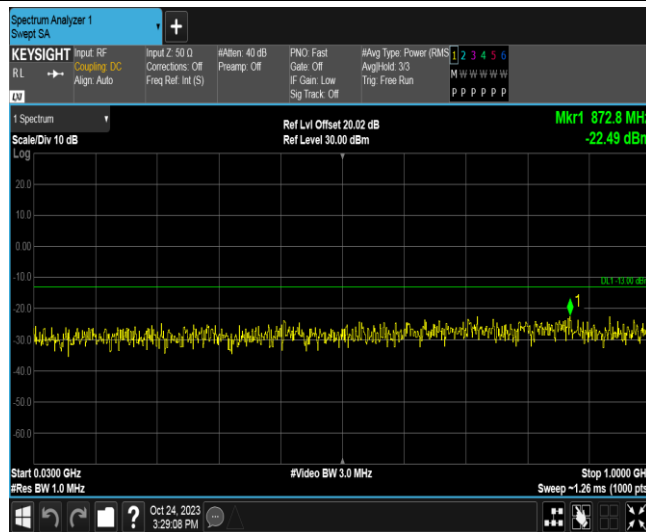 Spectrum Analyzer 1
Swept SA
+
KEYSIGHT
RL
LXI
Input: RF
Coupling: DC
Align: Auto
Input Z: 50 Ω
Corrections: Off
Freq Ref: Int (S)
#Atten: 40 dB
Preamp: Off
PNO: Fast
Gate: Off
IF Gain: Low
Sig Track: Off
#Avg Type: Power (RMS
Avg|Hold: 3/3
Trig: Free Run
1 2 3 4 5 6
M W W W W W
P P P P P P
1 Spectrum
Scale/Div 10 dB
Ref Lvl Offset 20.02 dB
Ref Level 30.00 dBm
Mkr1 872.8 MHz
-22.49 dBm
Log
20.0
10.0
0.00
-10.0
DL1 -13.00 dBm
-20.0
1
-30.0
-40.0
-50.0
-60.0
Start 0.0300 GHz
#Res BW 1.0 MHz
#Video BW 3.0 MHz
Stop 1.0000 GH
Sweep ~1.26 ms (1000 pts
?
Oct 24, 2023
3:29:08 PM